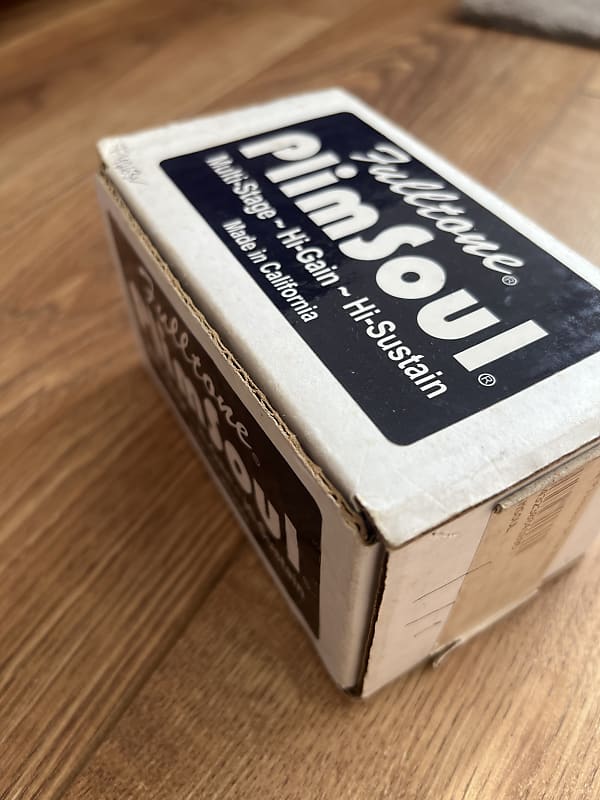 Fulltone®
PlimSoul®
Multi-Stage ~ Hi-Gain ~ Hi-Sustain
Made in California
Fulltone
PlimSoul